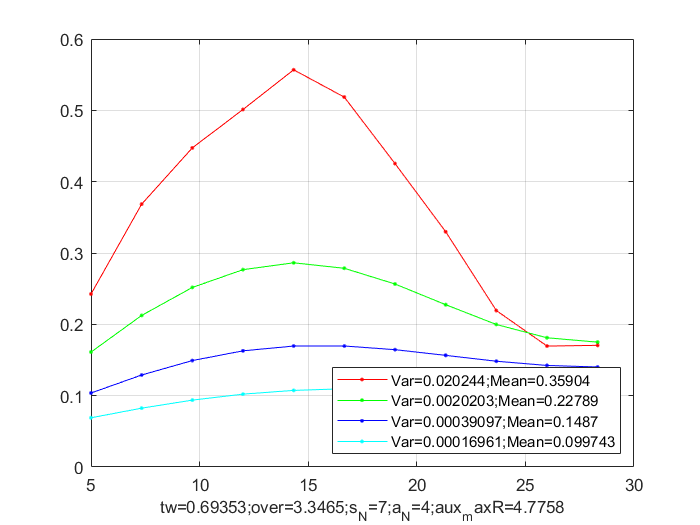 0.6
0.5
0.4
0.3
0.2
0.1
0
Var=0.020244;Mean=0.35904
Var=0.0020203;Mean=0.22789
Var=0.00039097;Mean=0.1487
Var=0.00016961;Mean=0.099743
5 10 15 20 25 30
tw=0.69353;over=3.3465;s_N=7;a_N=4;aux_maxR=4.7758